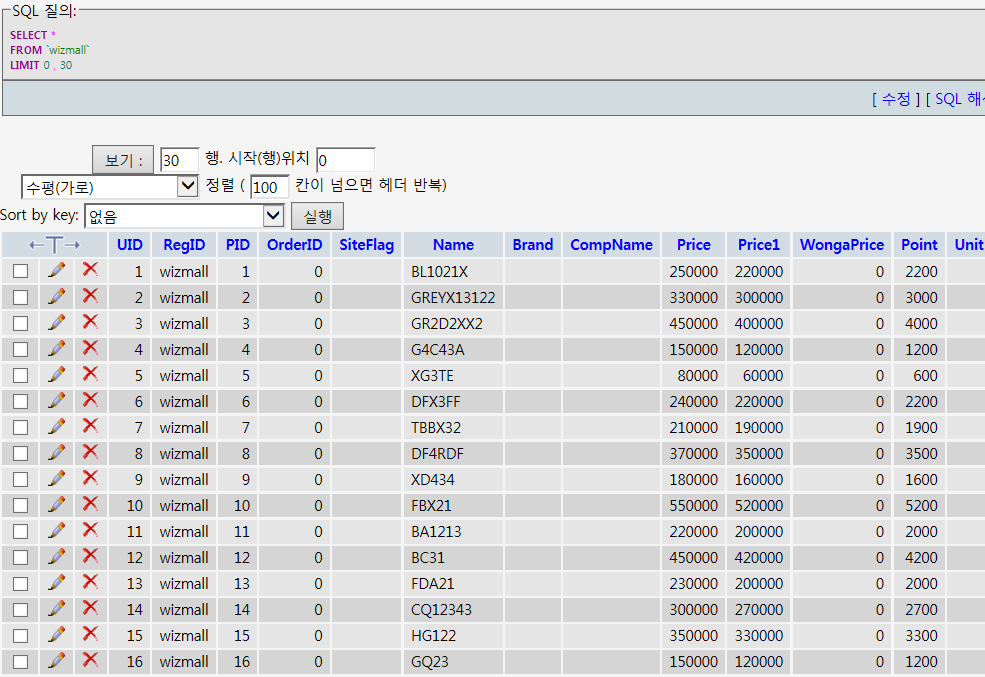 SQL 질의:
SELECT *
FROM `wizmall`
LIMIT 0 , 30
[ 수정 ] [ SQL 해
보기 : 30 행. 시작(행)위치 0
수평(가로) 정렬 ( 100 칸이 넘으면 헤더 반복)
Sort by key: 없음 실행
←T→ UID RegID PID OrderID SiteFlag Name Brand CompName Price Price1 WongaPrice Point Unit
1 wizmall 1 0 BL1021X 250000 220000 0 2200
2 wizmall 2 0 GREYX13122 330000 300000 0 3000
3 wizmall 3 0 GR2D2XX2 450000 400000 0 4000
4 wizmall 4 0 G4C43A 150000 120000 0 1200
5 wizmall 5 0 XG3TE 80000 60000 0 600
6 wizmall 6 0 DFX3FF 240000 220000 0 2200
7 wizmall 7 0 TBBX32 210000 190000 0 1900
8 wizmall 8 0 DF4RDF 370000 350000 0 3500
9 wizmall 9 0 XD434 180000 160000 0 1600
10 wizmall 10 0 FBX21 550000 520000 0 5200
11 wizmall 11 0 BA1213 220000 200000 0 2000
12 wizmall 12 0 BC31 450000 420000 0 4200
13 wizmall 13 0 FDA21 230000 200000 0 2000
14 wizmall 14 0 CQ12343 300000 270000 0 2700
15 wizmall 15 0 HG122 350000 330000 0 3300
16 wizmall 16 0 GQ23 150000 120000 0 1200